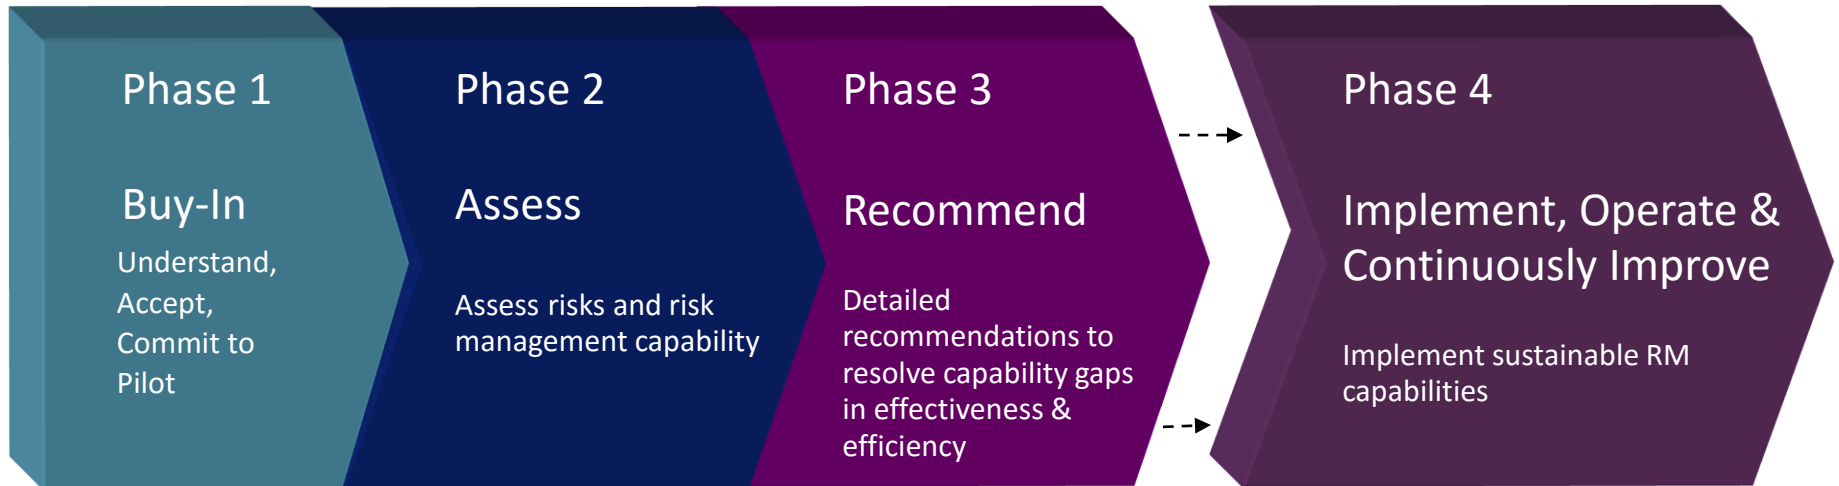 Phase 1
Buy-In
Understand,
Accept,
Commit to
Pilot
Phase 2
Assess
Assess risks and risk
management capability
Phase 3
Recommend
Detailed
recommendations to
resolve capability gaps
in effectiveness &
efficiency
Phase 4
Implement, Operate &
Continuously Improve
Implement sustainable RM
capabilities